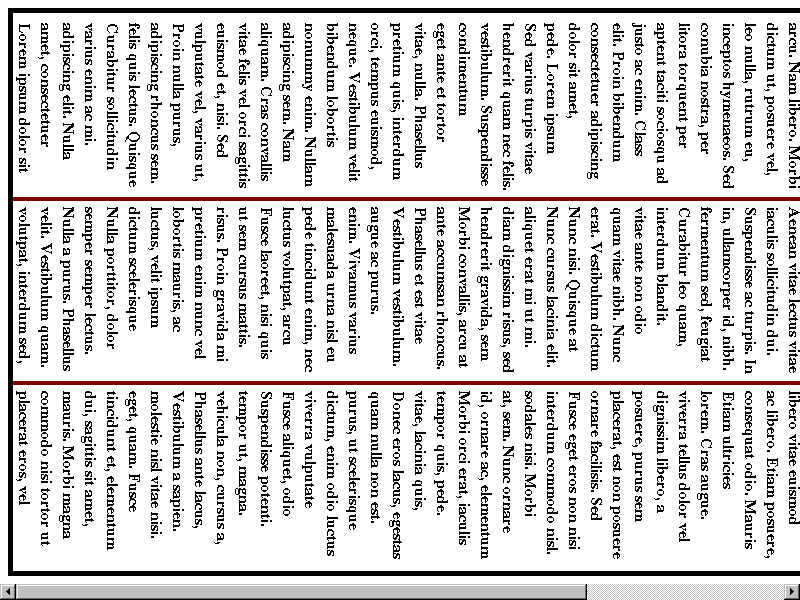 Lorem ipsum dolor sit
amet, consectetuer
adipiscing elit. Nulla
varius enim ac mi.
Curabitur sollicitudin
felis quis lectus. Quisque
adipiscing rhoncus sem.
Proin nulla purus,
vulputate vel, varius ut,
euismod et, nisi. Sed
vitae felis vel orci sagittis
aliquam. Cras convallis
adipiscing sem. Nam
nonummy enim. Nullam
bibendum lobortis
neque. Vestibulum velit
orci, tempus euismod,
pretium quis, interdum
vitae, nulla. Phasellus
eget ante et tortor
condimentum
vestibulum. Suspendisse
hendrerit quam nec felis.
Sed varius turpis vitae
pede. Lorem ipsum
dolor sit amet,
consectetuer adipiscing
elit. Proin bibendum
justo ac enim. Class
aptent taciti sociosqu ad
litora torquent per
conubia nostra, per
inceptos hymenaeos. Sed
leo nulla, rutrum eu,
dictum ut, posuere vel,
arcu. Nam libero. Morbi
volutpat, interdum sed,
velit. Vestibulum quam.
Nulla a purus. Phasellus
semper semper lectus.
Nulla porttitor, dolor
dictum scelerisque
luctus, velit ipsum
lobortis mauris, ac
pretium enim nunc vel
risus. Proin gravida mi
ut sem cursus mattis.
Fusce laoreet, nisi quis
luctus volutpat, arcu
pede tincidunt enim, nec
malesuada urna nisl eu
enim. Vivamus varius
augue ac purus.
Vestibulum vestibulum.
Phasellus et est vitae
ante accumsan rhoncus.
Morbi convallis, arcu at
hendrerit gravida, sem
diam dignissim risus, sed
aliquet erat mi ut mi.
Nunc cursus lacinia elit.
Nunc nisi. Quisque at
erat. Vestibulum dictum
quam vitae nibh. Nunc
vitae ante non odio
interdum blandit.
Curabitur leo quam,
fermentum sed, feugiat
in, ullamcorper id, nibh.
Suspendisse ac turpis. In
iaculis sollicitudin dui.
Aenean vitae lectus vitae
placerat eros, vel
commodo nisi tortor ut
mauris. Morbi magna
dui, sagittis sit amet,
tincidunt et, elementum
eget, quam. Fusce
molestie nisl vitae nisi.
Vestibulum a sapien.
Phasellus ante lacus,
vehicula non, cursus a,
tempor ut, magna.
Suspendisse potenti.
Fusce aliquet, odio
viverra vulputate
dictum, enim odio luctus
purus, ut scelerisque
quam nulla non est.
Donec eros lacus, egestas
vitae, lacinia quis,
tempor quis, pede.
Morbi orci erat, iaculis
id, ornare ac, elementum
at, sem. Nunc ornare
sodales nisi. Morbi
interdum commodo nisl.
Fusce eget eros non nisi
ornare facilisis. Sed
placerat, est non posuere
posuere, purus sem
dignissim libero, a
viverra tellus dolor vel
lorem. Cras augue.
Etiam ultricies
consequat odio. Mauris
ac libero. Etiam posuere,
libero vitae euismod